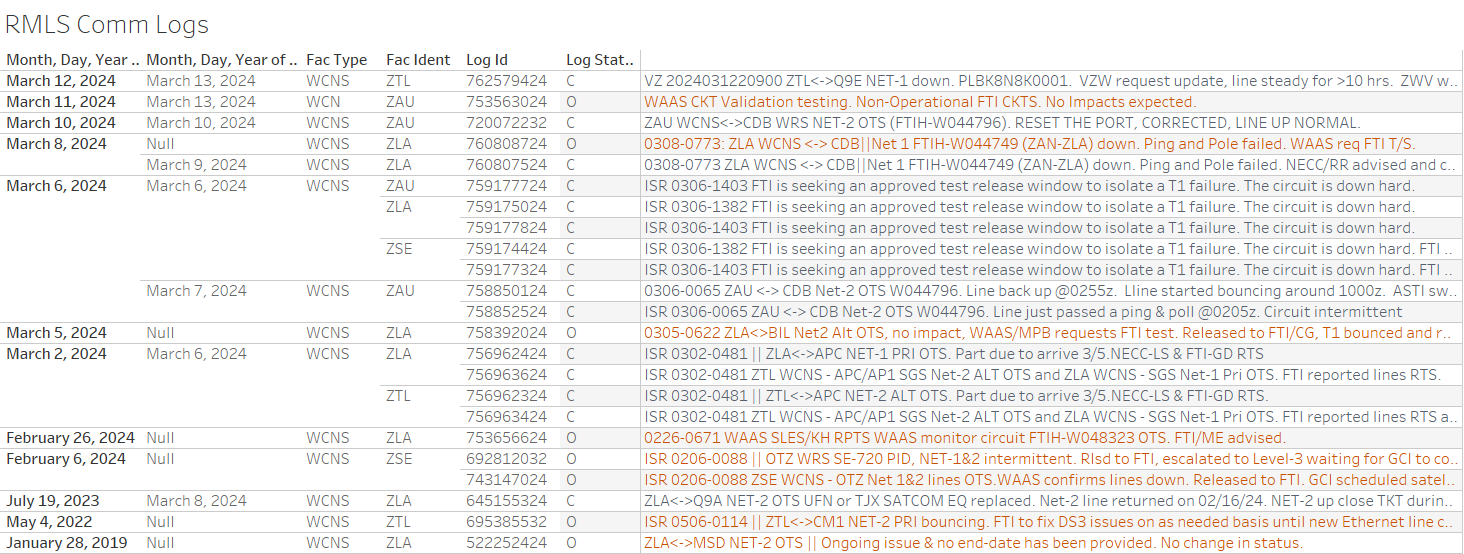 RMLS Comm Logs
Month, Day, Year .. Month, Day, Year of .. Fac Type Fac Ident Log Id Log Stat..
March 12, 2024 March 13, 2024 WCNS ZTL 762579424 C VZ 2024031220900 ZTL<->Q9E NET-1 down. PLBK8N8K0001. VZW request update, line steady for >10 hrs. ZWV w..
March 11, 2024 March 13, 2024 WCN ZAU 753563024 O WAAS CKT Validation testing. Non-Operational FTI CKTS. No Impacts expected.
March 10, 2024 March 10, 2024 WCNS ZAU 720072232 C ZAU WCNS<->CDB WRS NET-2 OTS (FTIH-W044796). RESET THE PORT, CORRECTED, LINE UP NORMAL.
March 8, 2024 Null WCNS ZLA 760808724 O 0308-0773: ZLA WCNS <-> CDB||Net 1 FTIH-W044749 (ZAN-ZLA) down. Ping and Pole failed. WAAS req FTI T/S.
March 9, 2024 WCNS ZLA 760807524 C 0308-0773 ZLA WCNS <-> CDB||Net 1 FTIH-W044749 (ZAN-ZLA) down. Ping and Pole failed. NECC/RR advised and c..
March 6, 2024 March 6, 2024 WCNS ZAU 759177724 C ISR 0306-1403 FTI is seeking an approved test release window to isolate a T1 failure. The circuit is down hard.
ZLA 759175024 C ISR 0306-1382 FTI is seeking an approved test release window to isolate a T1 failure. The circuit is down hard.
759177824 C ISR 0306-1403 FTI is seeking an approved test release window to isolate a T1 failure. The circuit is down hard.
ZSE 759174424 C ISR 0306-1382 FTI is seeking an approved test release window to isolate a T1 failure. The circuit is down hard. FTI ..
759177324 C ISR 0306-1403 FTI is seeking an approved test release window to isolate a T1 failure. The circuit is down hard. FTI ..
March 7, 2024 WCNS ZAU 758850124 C 0306-0065 ZAU <-> CDB Net-2 OTS W044796. Lline back up @0255z. Lline started bouncing around 1000z. ASTI sw..
758852524 C ISR 0306-0065 ZAU <-> CDB Net-2 OTS W044796. Line just passed a ping & poll @0205z. Circuit intermittent
March 5, 2024 Null WCNS ZLA 758392024 O 0305-0622 ZLA<>BIL Net2 Alt OTS, no impact, WAAS/MPB requests FTI test. Released to FTI/CG, T1 bounced and r..
March 2, 2024 March 6, 2024 WCNS ZLA 756962424 C ISR 0302-0481 || ZLA<->APC NET-1 PRI OTS. Part due to arrive 3/5.NECC-LS & FTI-GD RTS
756963624 C ISR 0302-0481 ZTL WCNS - APC/AP1 SGS Net-2 ALT OTS and ZLA WCNS - SGS Net-1 Pri OTS. FTI reported lines RTS.
ZTL 756962324 C ISR 0302-0481 || ZTL<->APC NET-2 ALT OTS. Part due to arrive 3/5.NECC-LS & FTI-GD RTS.
756963424 C ISR 0302-0481 ZTL WCNS - APC/AP1 SGS Net-2 ALT OTS and ZLA WCNS - SGS Net-1 Pri OTS. FTI reported lines RTS a..
February 26, 2024 Null WCNS ZLA 753656624 O 0226-0671 WAAS SLES/KH RPTS WAAS monitor circuit FTIH-W048323 OTS. FTI/ME advised.
February 6, 2024 Null WCNS ZSE 692812032 O ISR 0206-0088 || OTZ WRS SE-720 PID, NET-1&2 intermittent. Rlsd to FTI, escalated to Level-3 waiting for GCI to co..
743147024 O ISR 0206-0088 ZSE WCNS - OTZ Net 1&2 lines OTS.WAAS confirms lines down. Released to FTI. GCI scheduled satel..
July 19, 2023 March 8, 2024 WCNS ZLA 645155324 C ZLA<->Q9A NET-2 OTS UFN or TJX SATCOM EQ replaced. Net-2 line returned on 02/16/24. NET-2 up close TKT durin..
May 4, 2022 Null WCNS ZTL 695385532 O ISR 0506-0114 || ZTL<->CM1 NET-2 PRI bouncing. FTI to fix DS3 issues on as needed basis until new Ethernet line c..
January 28, 2019 Null WCNS ZLA 522252424 O ZLA<->MSD NET-2 OTS || Ongoing issue & no end-date has been provided. No change in status.